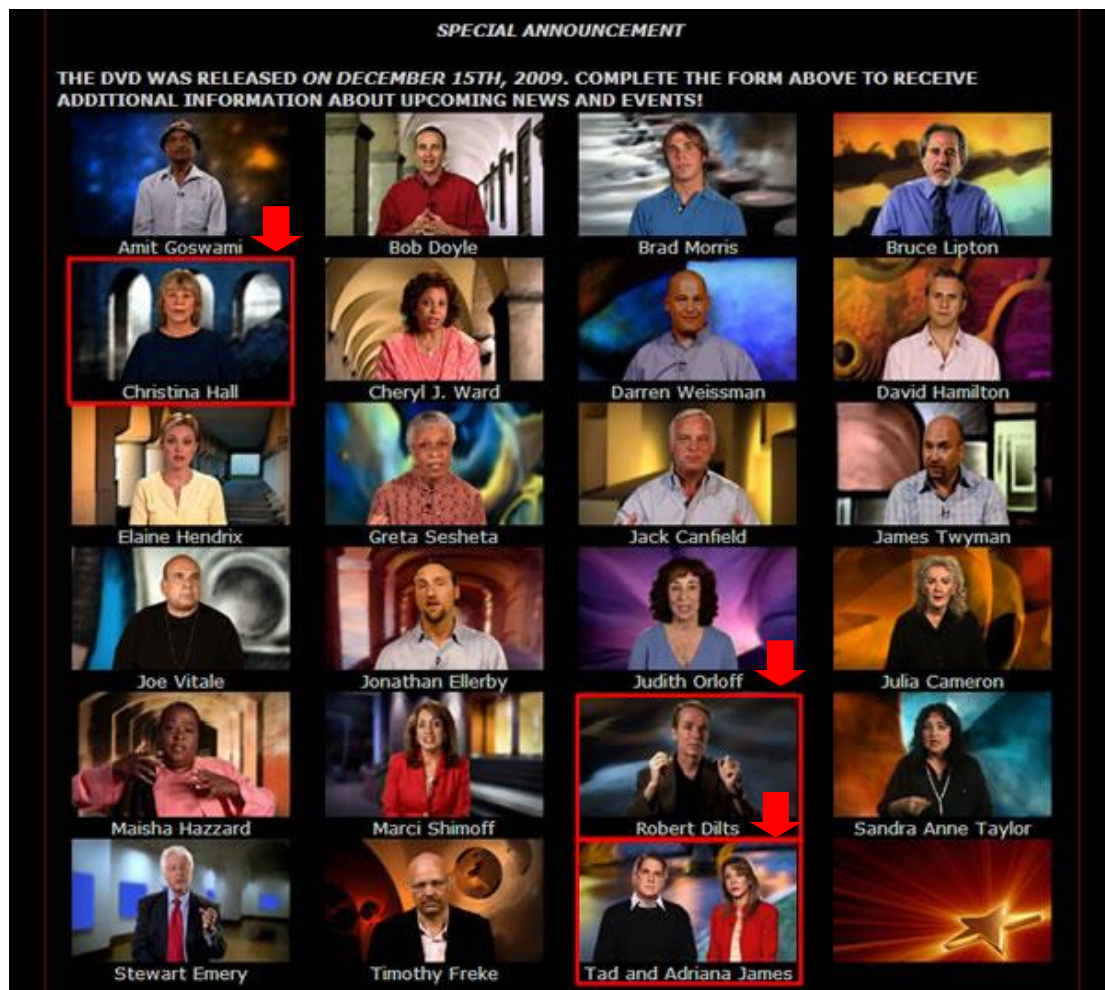 SPECIAL ANNOUNCEMENT
THE DVD WAS RELEASED ON DECEMBER 15TH, 2009. COMPLETE THE FORM ABOVE TO RECEIVE
ADDITIONAL INFORMATION ABOUT UPCOMING NEWS AND EVENTS!
Amit Goswami
Bob Doyle
Brad Morris
Bruce Lipton
Christina Hall
Cheryl J. Ward
Darren Weissman
David Hamilton
Elaine Hendrix
Greta Sesheta
Jack Canfield
James Twyman
Joe Vitale
Jonathan Ellerby
Judith Orloff
Julia Cameron
Maisha Hazzard
Marci Shimoff
Robert Dilts
Sandra Anne Taylor
Stewart Emery
Timothy Freke
Tad and Adriana James